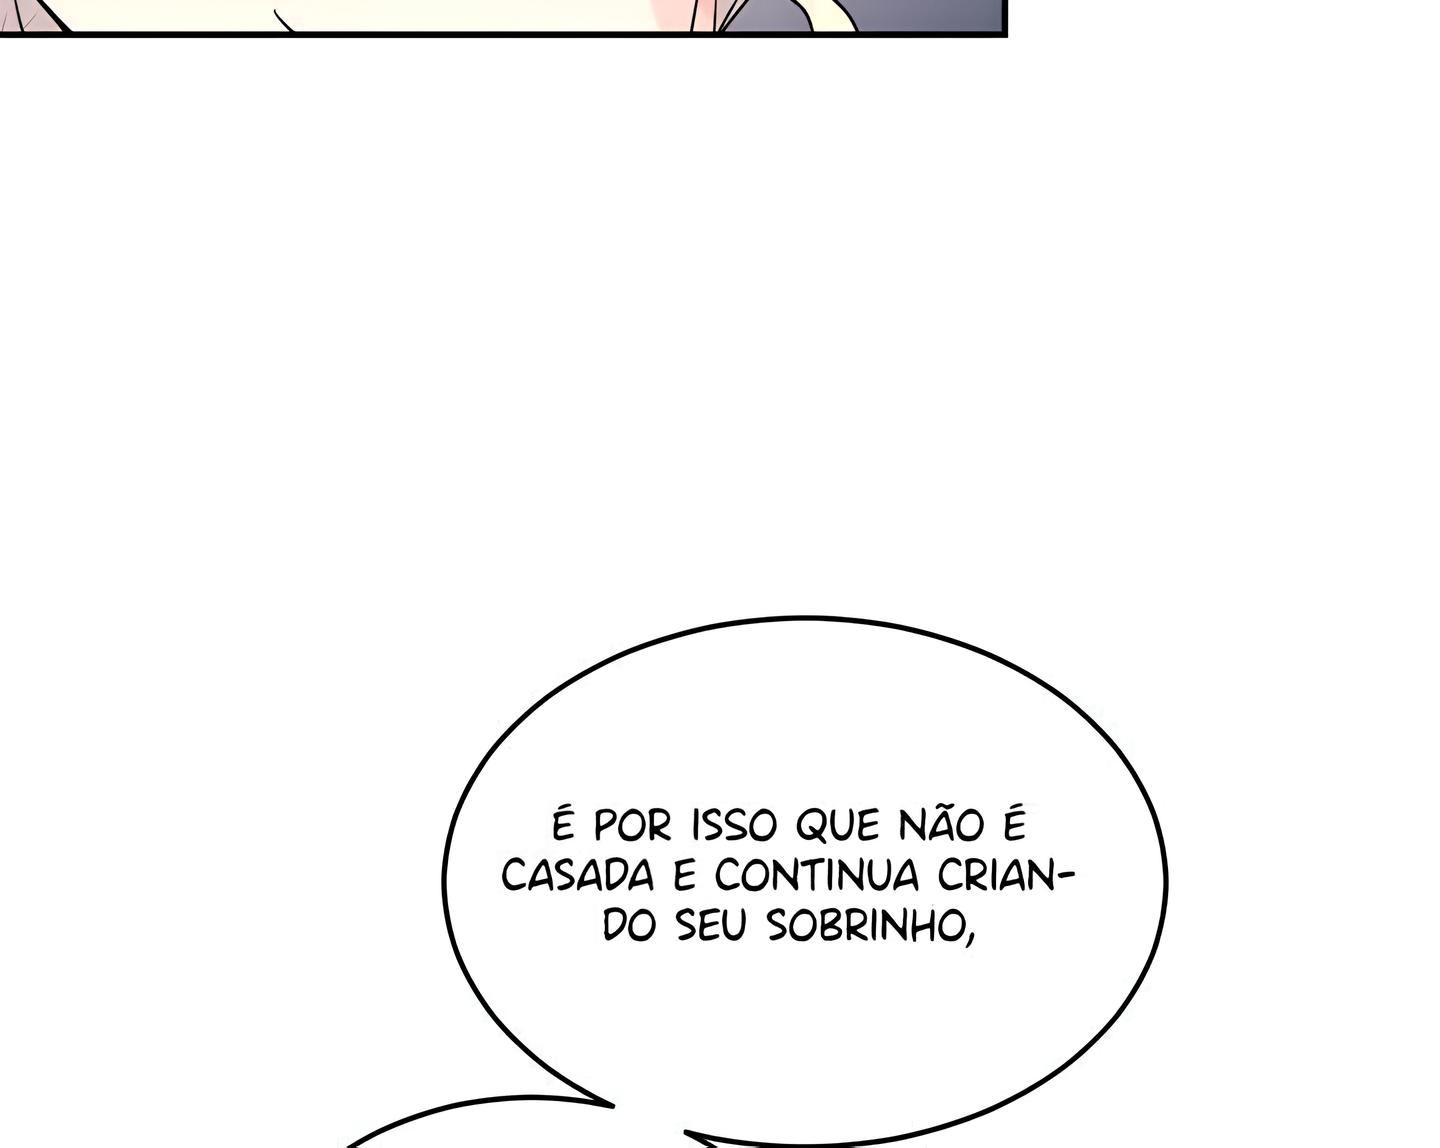 É POR ISSO QUE NÃO É
CASADA E CONTINUA CRIAN-
DO SEU SOBRINHO,